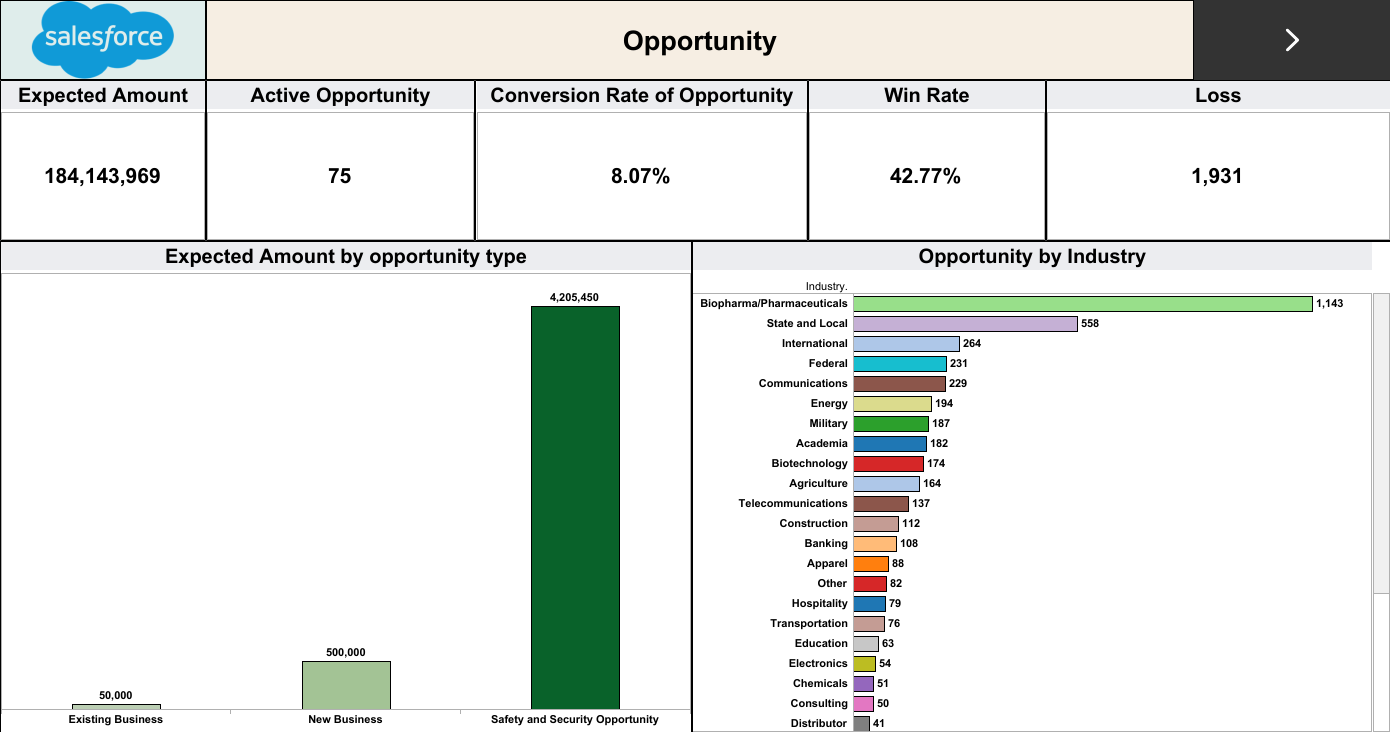 salesforce
Opportunity
Expected Amount
Active Opportunity
Conversion Rate of Opportunity
Win Rate
Loss
184,143,969
75
8.07%
42.77%
1,931
Expected Amount by opportunity type
4,205,450
500,000
50,000
Existing Business
New Business
Safety and Security Opportunity
Opportunity by Industry
Industry.
Biopharma/Pharmaceuticals 1,143
State and Local 558
International 264
Federal 231
Communications 229
Energy 194
Military 187
Academia 182
Biotechnology 174
Agriculture 164
Telecommunications 137
Construction 112
Banking 108
Apparel 88
Other 82
Hospitality 79
Transportation 76
Education 63
Electronics 54
Chemicals 51
Consulting 50
Distributor 41